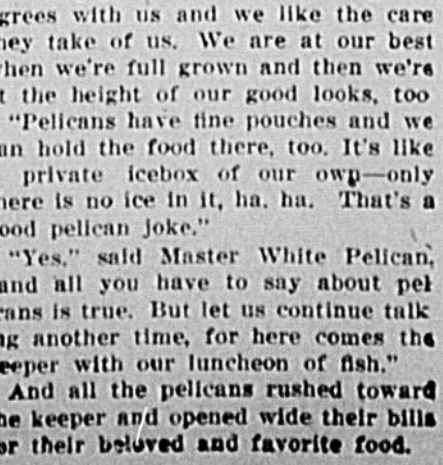 grees with us and we like the care
hey take of us. We are at our best
when we're full grown and then we're
t the height of our good looks, too
"Pelicans have fine pouches and we
an hold the food there, too. It's like
private icebox of our own—only
here is no ice in it, ha, ha. That's a
ood pelican joke."
"Yes," said Master White Pelican,
and all you have to say about pel
cans is true. But let us continue talk
ng another time, for here comes the
eeper with our luncheon of fish."
And all the pelicans rushed toward
he keeper and opened wide their bills
or their beloved and favorite food.